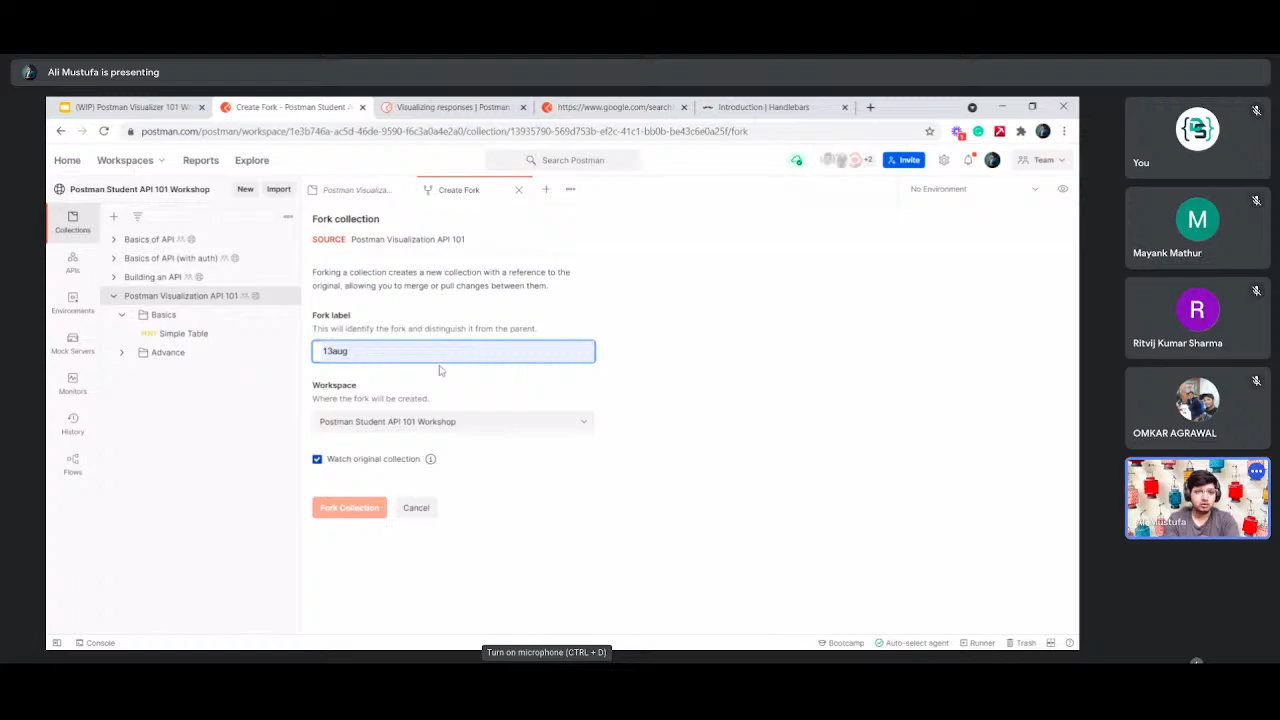 Ali Mustufa is presenting
(WIP) Postman Visualizer 101 Wo
Create Fork - Postman Student A
Visualizing responses | Postman
https://www.google.com/search
Introduction | Handlebars
postman.com/postman/workspace/1e3b746a-ac5d-46de-9590-f6c3a0a4e2a0/collection/13935790-569d753b-ef2c-41c1-bb0b-be43c6e0a25f/fork
Home
Workspaces
Reports
Explore
Search Postman
+2
Invite
Team
Postman Student API 101 Workshop
New
Import
Postman Visualiza...
Create Fork
No Environment
Collections
APIs
Environments
Mock Servers
Monitors
History
Flows
Basics of API
Basics of API (with auth)
Building an API
Postman Visualization API 101
Basics
POST Simple Table
Advance
Fork collection
SOURCE Postman Visualization API 101
Forking a collection creates a new collection with a reference to the
original, allowing you to merge or pull changes between them.
Fork label
This will identify the fork and distinguish it from the parent.
13aug
Workspace
Where the fork will be created.
Postman Student API 101 Workshop
Watch original collection
Fork Collection
Cancel
Console
Bootcamp
Auto-select agent
Runner
Trash
Turn on microphone (CTRL + D)
You
M
Mayank Mathur
R
Ritvij Kumar Sharma
OMKAR AGRAWAL
Ali Mustufa